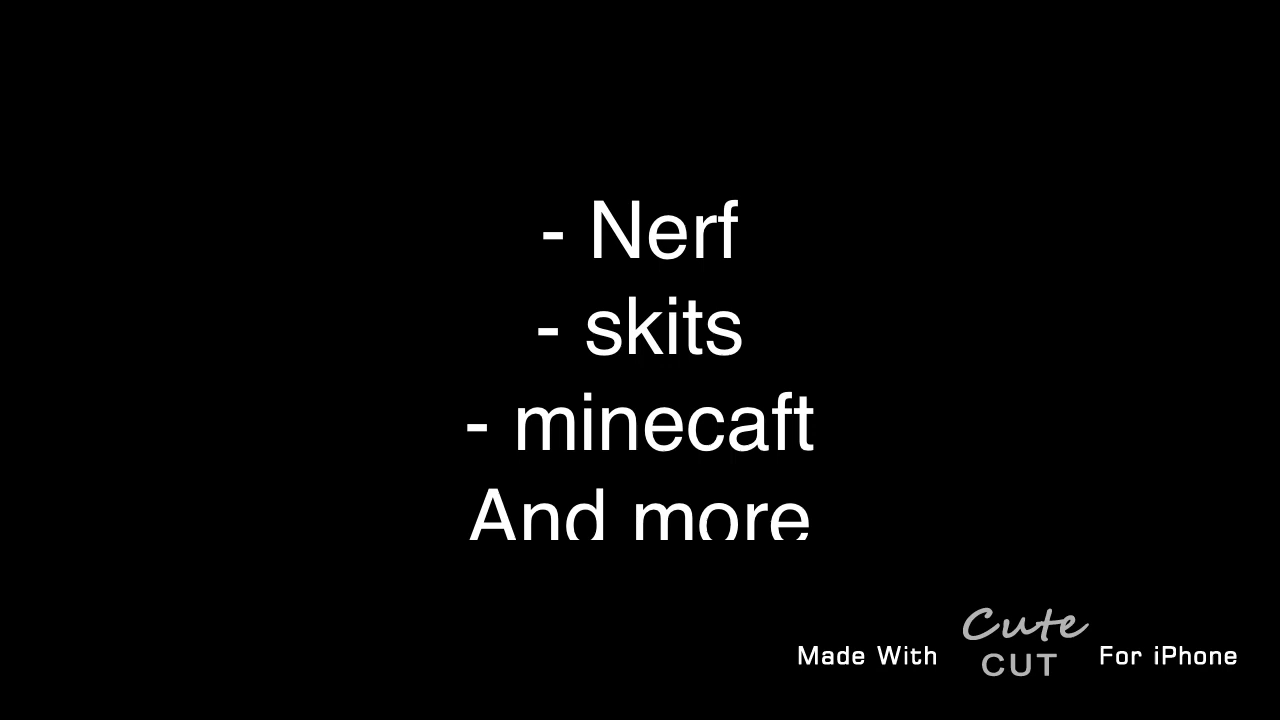 - Nerf
- skits
- minecaft
And more
Made With Cute CUT For iPhone